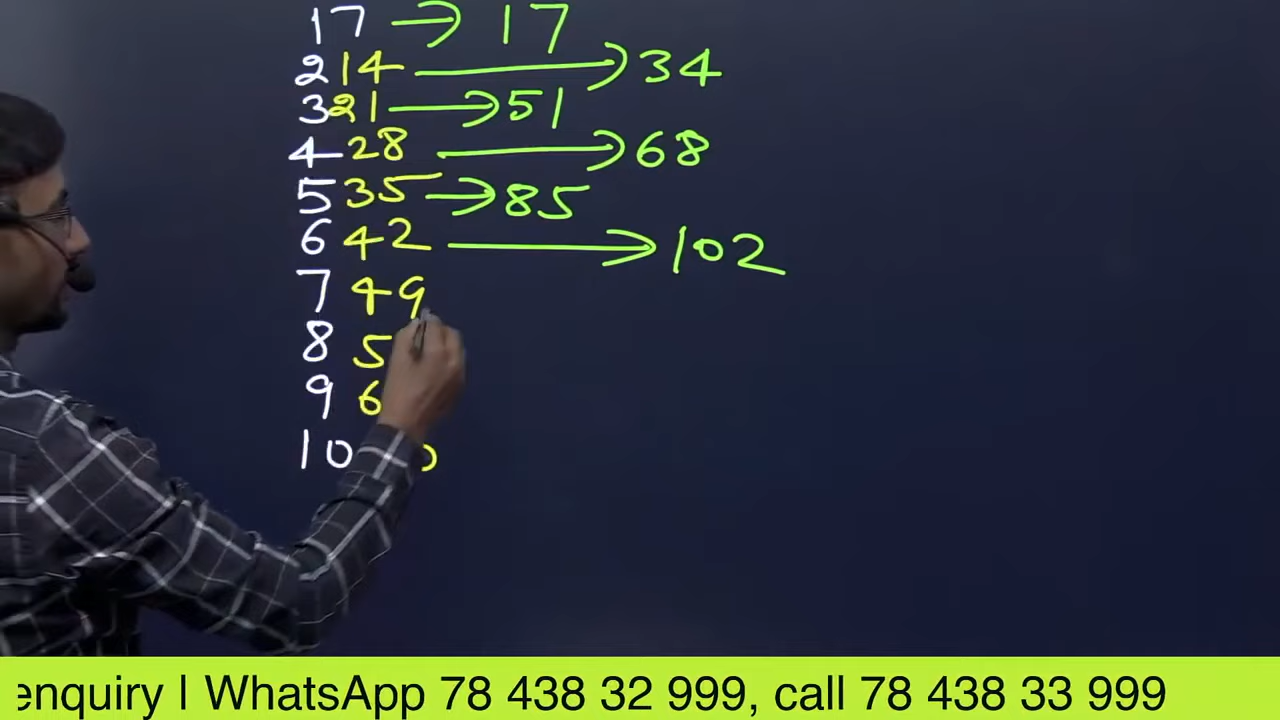 17 → 17
2 14 → 34
3 21 → 51
4 28 → 68
5 35 → 85
6 42 → 102
7 49
8 5
9 6
10 0
enquiry | WhatsApp 78 438 32 999, call 78 438 33 999